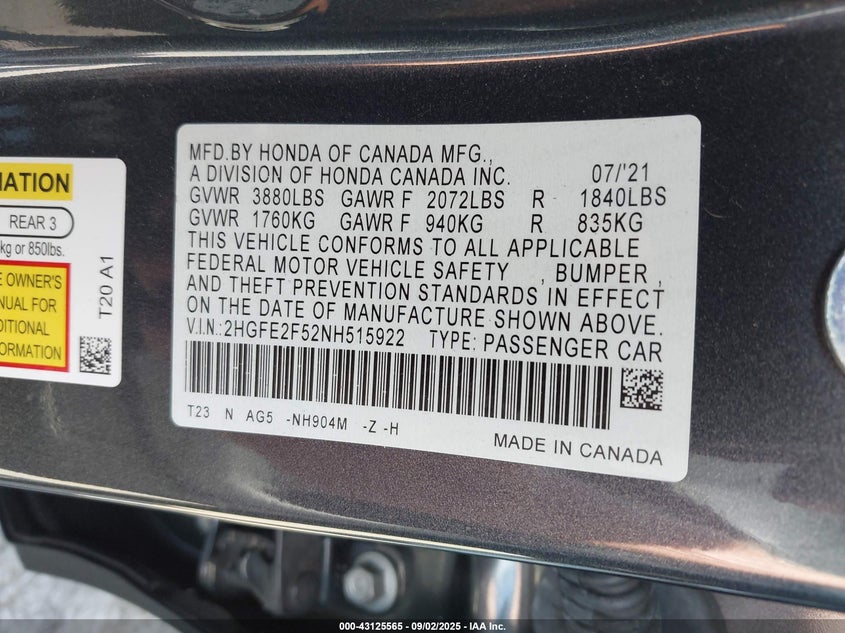 MATION
REAR 3
kg or 850lbs.
E OWNER'S
NUAL FOR
DITIONAL
FORMATION
T20 A1
MFD.BY HONDA OF CANADA MFG.,
A DIVISION OF HONDA CANADA INC. 07/'21
GVWR 3880LBS GAWR F 2072LBS R 1840LBS
GVWR 1760KG GAWR F 940KG R 835KG
THIS VEHICLE CONFORMS TO ALL APPLICABLE
FEDERAL MOTOR VEHICLE SAFETY , BUMPER ,
AND THEFT PREVENTION STANDARDS IN EFFECT
ON THE DATE OF MANUFACTURE SHOWN ABOVE.
V.I.N.:2HGFE2F52NH515922 TYPE: PASSENGER CAR
T23 N AG5 -NH904M -Z -H
MADE IN CANADA
000-43125565 - 09/02/2025 - IAA Inc.